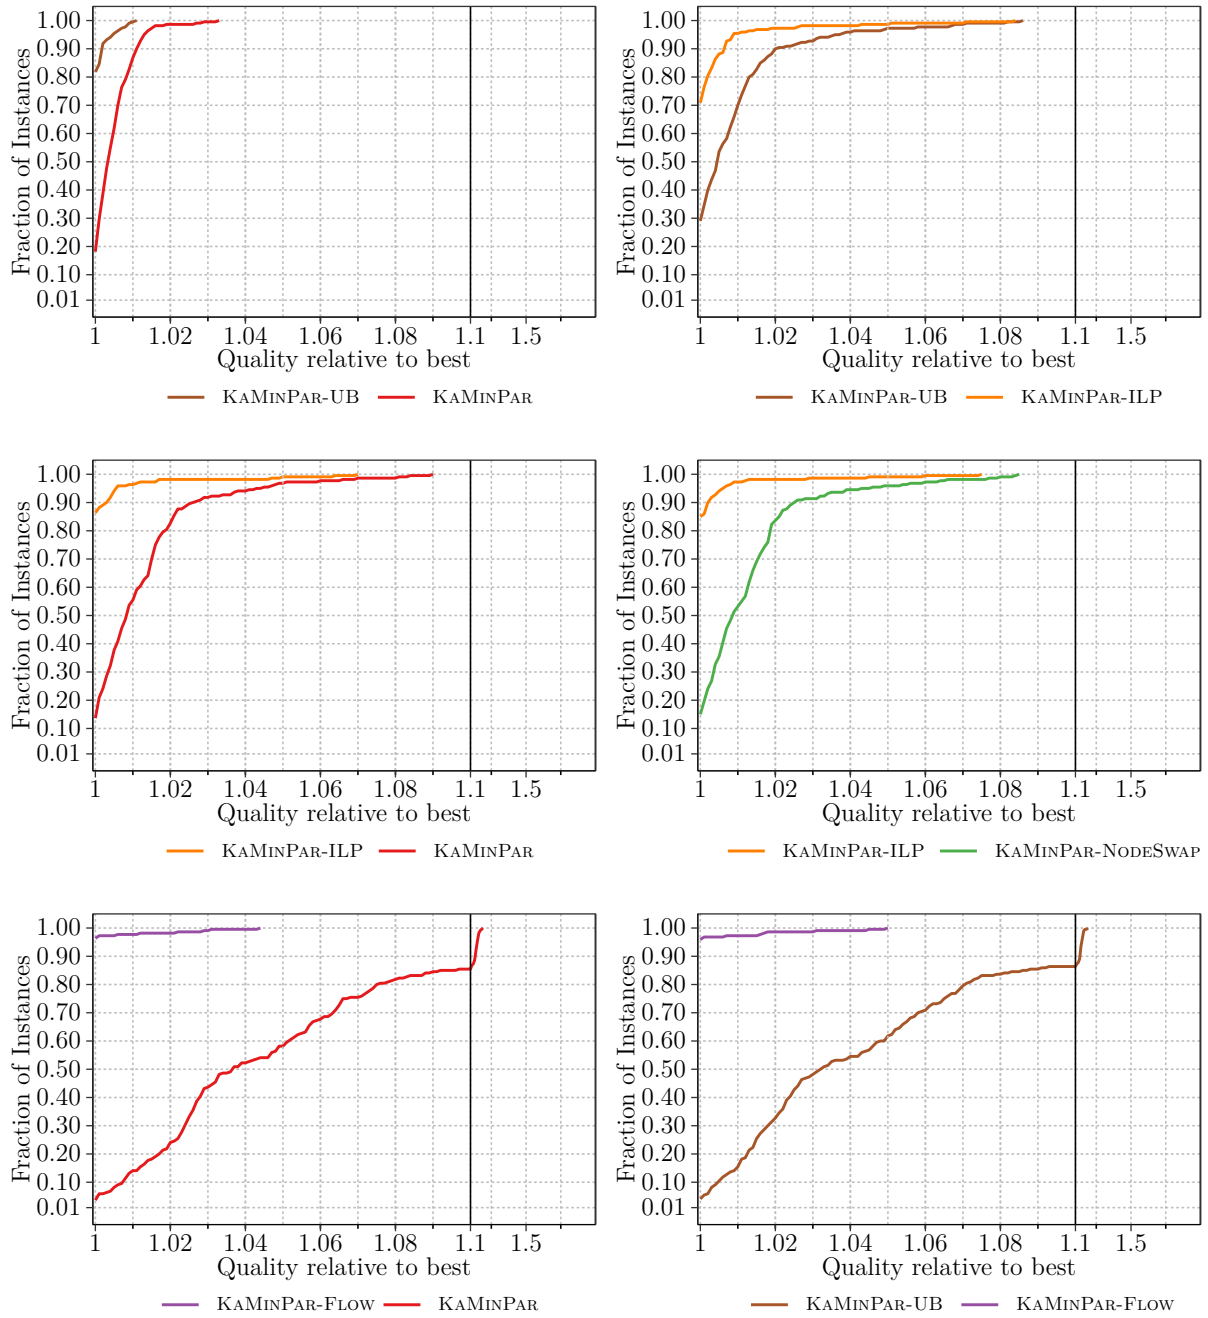 Fraction of Instances
1.00
0.90
0.80
0.70
0.60
0.50
0.40
0.30
0.20
0.10
0.01
1 1.02 1.04 1.06 1.08 1.1 1.5
Quality relative to best
KaMinPar-UB KaMinPar
Fraction of Instances
1.00
0.90
0.80
0.70
0.60
0.50
0.40
0.30
0.20
0.10
0.01
1 1.02 1.04 1.06 1.08 1.1 1.5
Quality relative to best
KaMinPar-UB KaMinPar-ILP
Fraction of Instances
1.00
0.90
0.80
0.70
0.60
0.50
0.40
0.30
0.20
0.10
0.01
1 1.02 1.04 1.06 1.08 1.1 1.5
Quality relative to best
KaMinPar-ILP KaMinPar
Fraction of Instances
1.00
0.90
0.80
0.70
0.60
0.50
0.40
0.30
0.20
0.10
0.01
1 1.02 1.04 1.06 1.08 1.1 1.5
Quality relative to best
KaMinPar-ILP KaMinPar-NodeSwap
Fraction of Instances
1.00
0.90
0.80
0.70
0.60
0.50
0.40
0.30
0.20
0.10
0.01
1 1.02 1.04 1.06 1.08 1.1 1.5
Quality relative to best
KaMinPar-Flow KaMinPar
Fraction of Instances
1.00
0.90
0.80
0.70
0.60
0.50
0.40
0.30
0.20
0.10
0.01
1 1.02 1.04 1.06 1.08 1.1 1.5
Quality relative to best
KaMinPar-UB KaMinPar-Flow